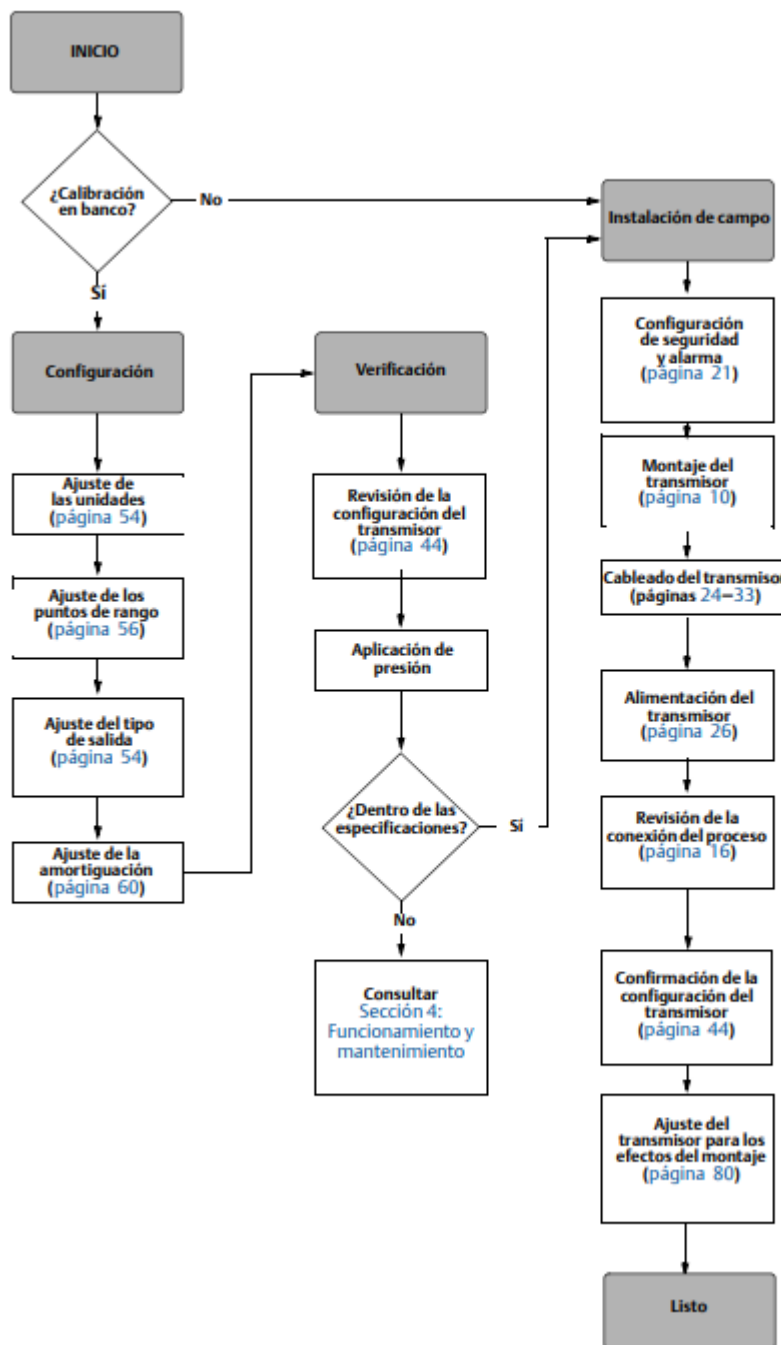 INICIO
¿Calibración
en banco?
No
Sí
Configuración
Ajuste de
las unidades
(página 54)
Ajuste de los
puntos de rango
(página 56)
Ajuste del tipo
de salida
(página 54)
Ajuste de la
amortiguación
(página 60)
Verificación
Revisión de la
configuración del
transmisor
(página 44)
Aplicación de
presión
¿Dentro de las
especificaciones?
Sí
No
Consultar
Sección 4:
Funcionamiento y
mantenimiento
Instalación de campo
Configuración
de seguridad
y alarma
(página 21)
Montaje del
transmisor
(página 10)
Cableado del transmisor
(páginas 24–33)
Alimentación del
transmisor
(página 26)
Revisión de la
conexión del proceso
(página 16)
Confirmación de la
configuración del
transmisor
(página 44)
Ajuste del
transmisor para los
efectos del montaje
(página 80)
Listo